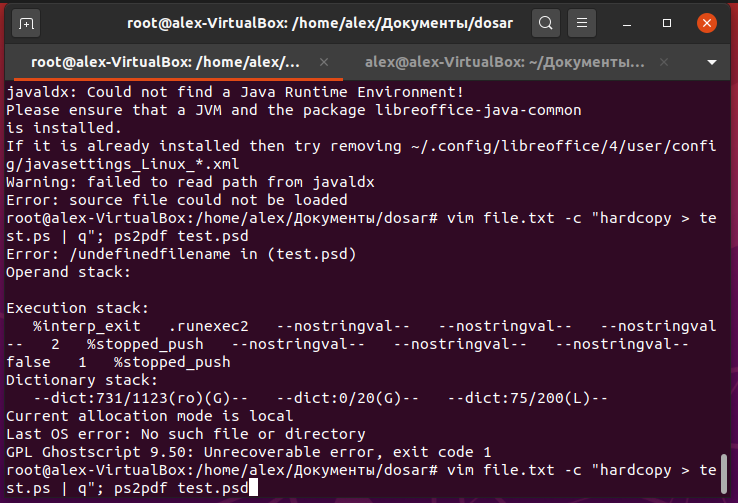 root@alex-VirtualBox: /home/alex/Документы/dosar
root@alex-VirtualBox: /home/alex/...
alex@alex-VirtualBox: ~/Документы...
javaldx: Could not find a Java Runtime Environment!
Please ensure that a JVM and the package libreoffice-java-common
is installed.
If it is already installed then try removing ~/.config/libreoffice/4/user/confi
g/javasettings_Linux_*.xml
Warning: failed to read path from javaldx
Error: source file could not be loaded
root@alex-VirtualBox:/home/alex/Документы/dosar# vim file.txt -c "hardcopy > te
st.ps | q"; ps2pdf test.psd
Error: /undefinedfilename in (test.psd)
Operand stack:
Execution stack:
%interp_exit .runexec2 --nostringval-- --nostringval-- --nostringval
-- 2 %stopped_push --nostringval-- --nostringval-- --nostringval--
false 1 %stopped_push
Dictionary stack:
--dict:731/1123(ro)(G)-- --dict:0/20(G)-- --dict:75/200(L)--
Current allocation mode is local
Last OS error: No such file or directory
GPL Ghostscript 9.50: Unrecoverable error, exit code 1
root@alex-VirtualBox:/home/alex/Документы/dosar# vim file.txt -c "hardcopy > te
st.ps | q"; ps2pdf test.psd